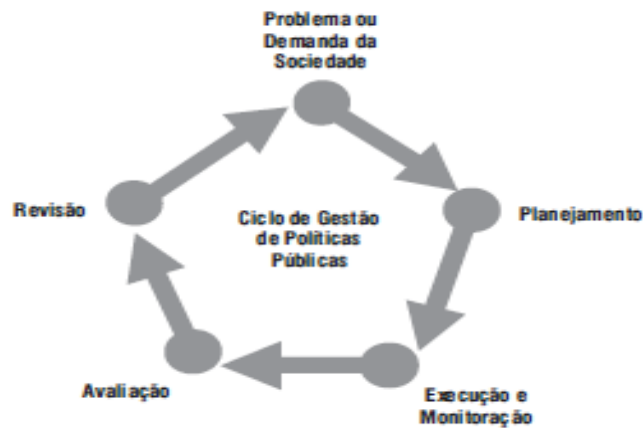 Problema ou
Demanda da
Sociedade
Revisão
Ciclo de Gestão
de Políticas
Públicas
Planejamento
Avaliação
Execução e
Monitoração